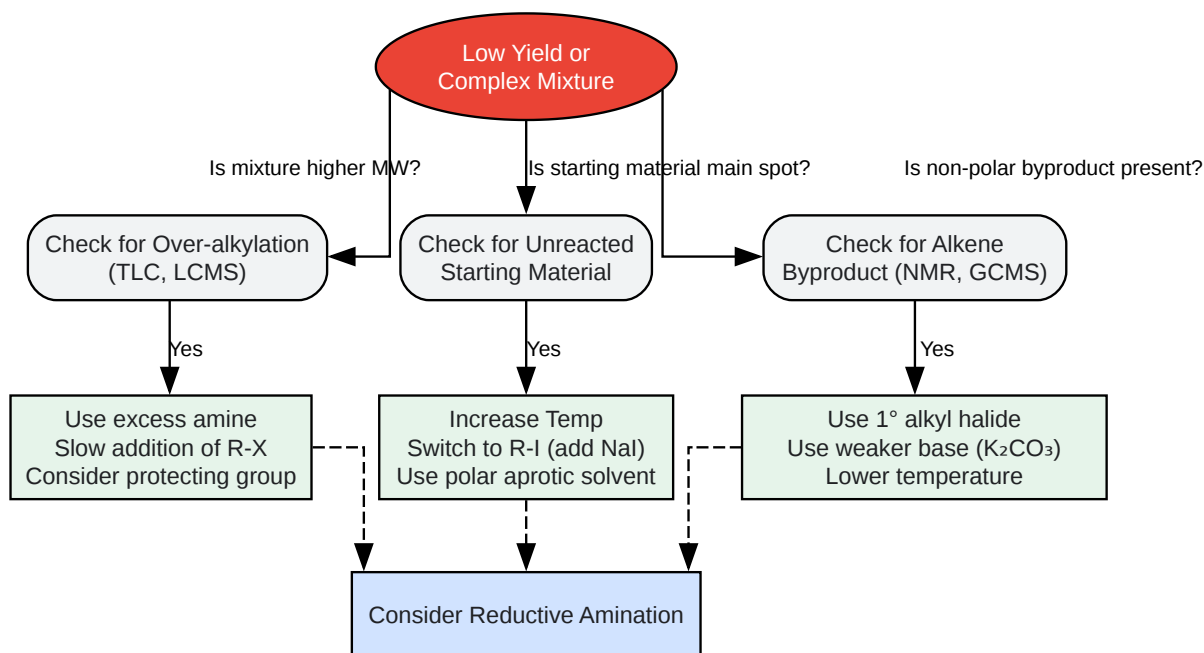 Low Yield or
Complex Mixture
Is mixture higher MW?
Is starting material main spot?
Is non-polar byproduct present?
Check for Over-alkylation
(TLC, LCMS)
Check for Unreacted
Starting Material
Check for Alkene
Byproduct (NMR, GCMS)
Yes
Yes
Yes
Use excess amine
Slow addition of R-X
Consider protecting group
Increase Temp
Switch to R-I (add NaI)
Use polar aprotic solvent
Use 1° alkyl halide
Use weaker base (K₂CO₃)
Lower temperature
Consider Reductive Amination